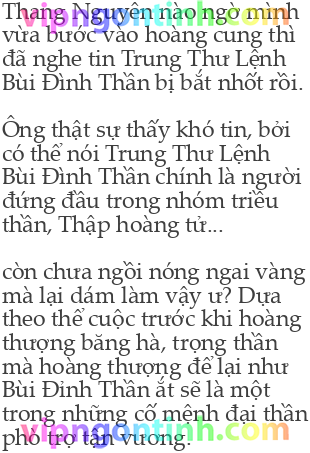 Thang Nguyên nào ngờ mình
vừa bước vào hoàng cung thì
đã nghe tin Trung Thư Lệnh
Bùi Đình Thần bị bắt nhốt rồi.

Ông thật sự thấy khó tin, bởi
có thể nói Trung Thư Lệnh
Bùi Đình Thần chính là người
đứng đầu trong nhóm triều
thần, Thập hoàng tử...

còn chưa ngồi nóng ngai vàng
mà lại dám làm vậy ư? Dựa
theo thế cuộc trước khi hoàng
thượng băng hà, trọng thần
mà hoàng thượng để lại như
Bùi Đình Thần ắt sẽ là một
trong những cố mệnh đại thần
phò trợ tân vương.
vipngontinh.com
vipngontinh.com